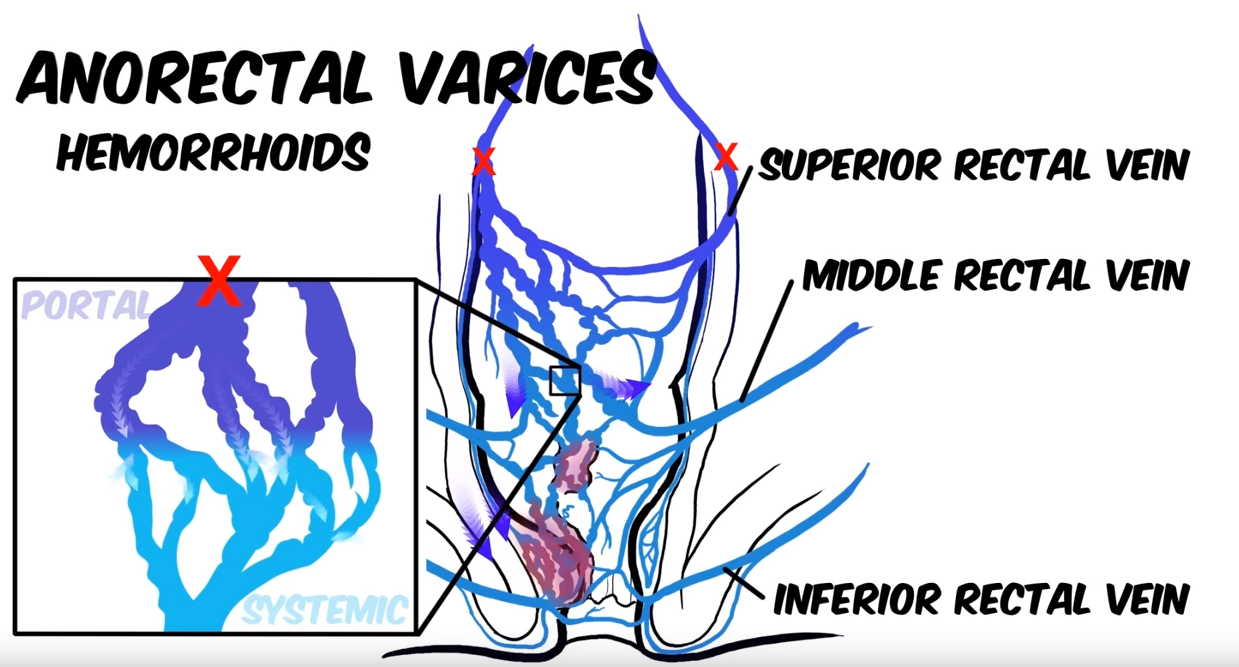 ANORECTAL VARICES
HEMORRHOIDS
X
X
SUPERIOR RECTAL VEIN
MIDDLE RECTAL VEIN
X
PORTAL
SYSTEMIC
INFERIOR RECTAL VEIN